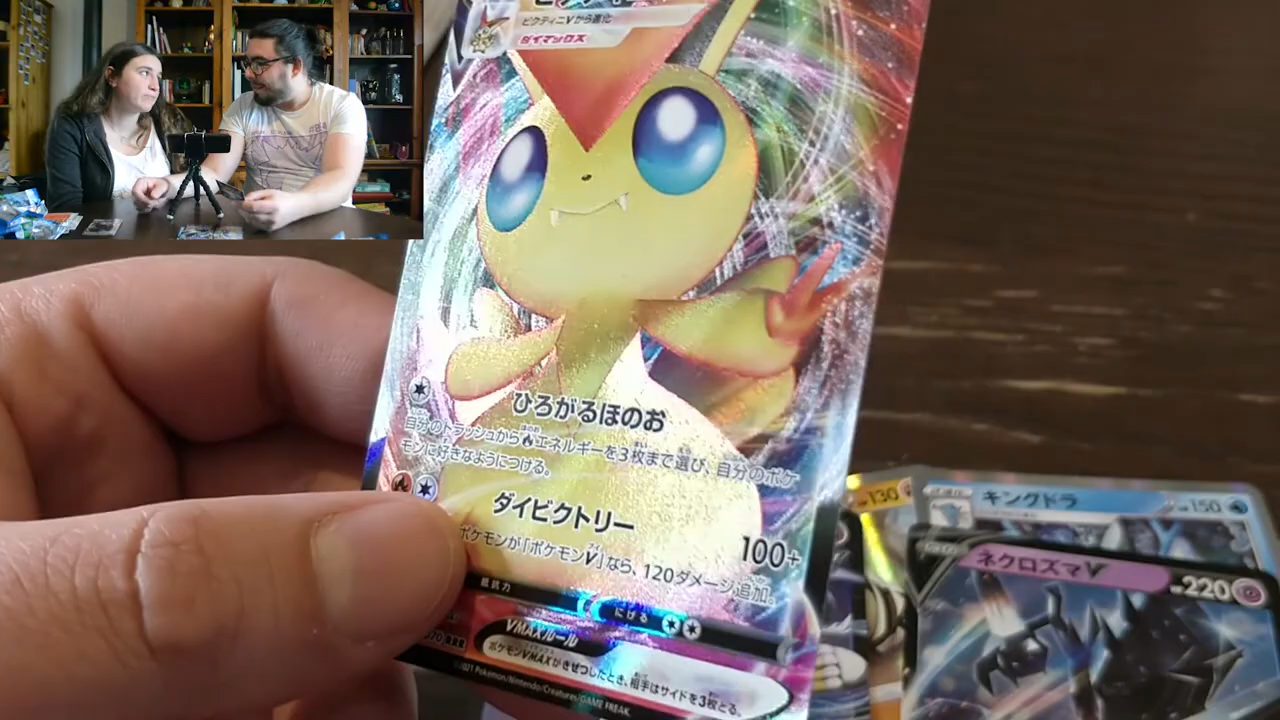 ビクティニVから進化
ダイマックス
ひろがるほのお
自分のトラッシュからエネルギーを3枚まで選び、自分のポケ
モンに好きなようにつける。
ダイビクトリー
100+
ポケモンが「ポケモンV」なら、120ダメージ追加。
抵抗力
にげる
VMAXルール
ポケモンVMAXがきぜつしたとき、相手はサイドを3枚とる。
©2021 Pokémon/Nintendo/Creatures/GAME FREAK.
130
キングドラ
HP150
ネクロズマV
HP220